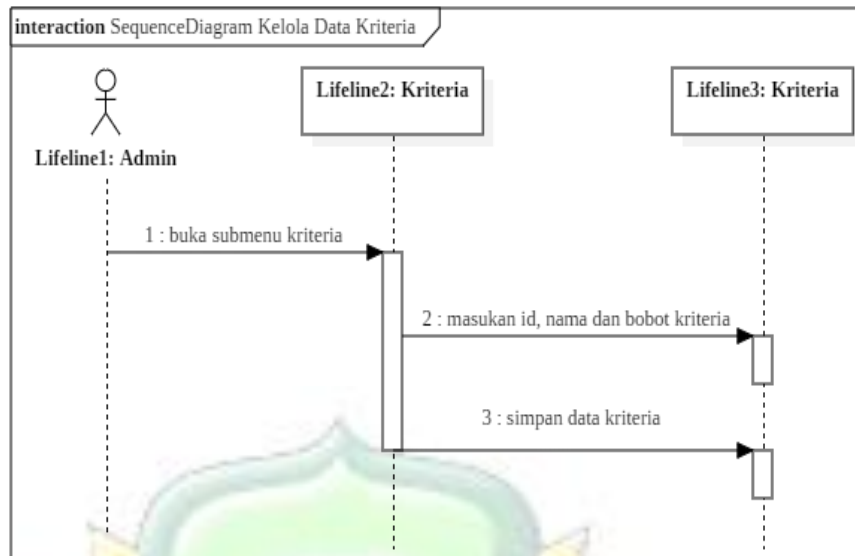 interaction SequenceDiagram Kelola Data Kriteria
Lifeline2: Kriteria
Lifeline3: Kriteria
Lifeline1: Admin
1 : buka submenu kriteria
2 : masukan id, nama dan bobot kriteria
3 : simpan data kriteria